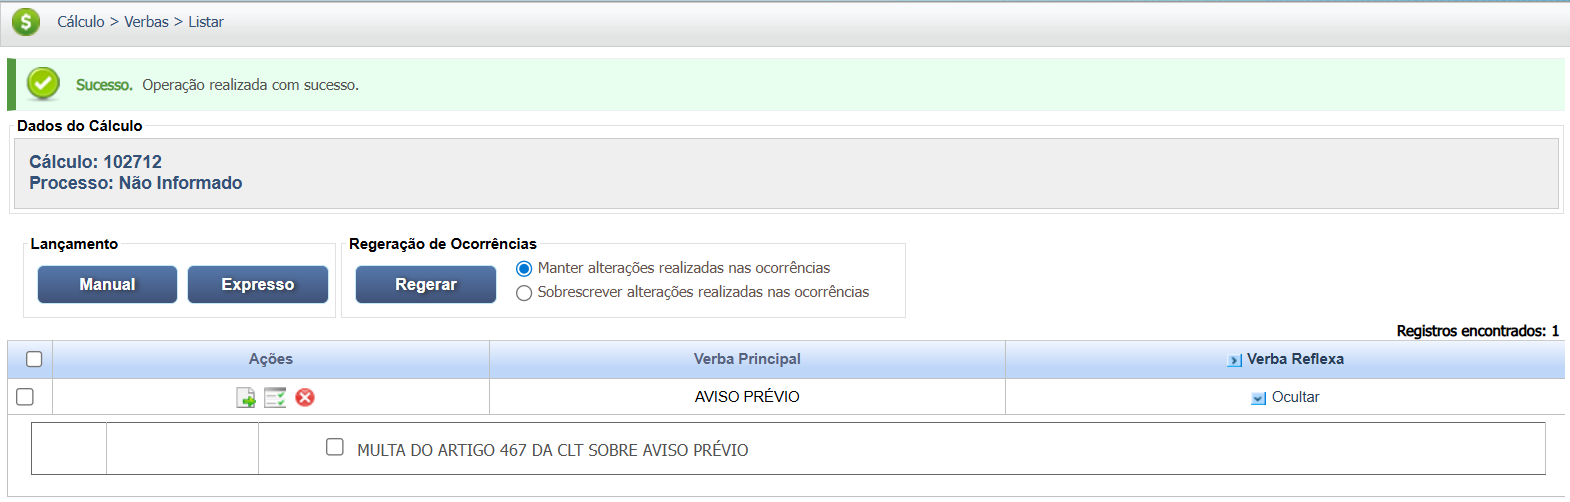 Cálculo > Verbas > Listar
Sucesso. Operação realizada com sucesso.
Dados do Cálculo
Cálculo: 102712
Processo: Não Informado
Lançamento
Regeração de Ocorrências
Manual
Expresso
Regerar
Manter alterações realizadas nas ocorrências
Sobrescrever alterações realizadas nas ocorrências
Registros encontrados: 1
Ações
Verba Principal
Verba Reflexa
AVISO PRÉVIO
Ocultar
MULTA DO ARTIGO 467 DA CLT SOBRE AVISO PRÉVIO